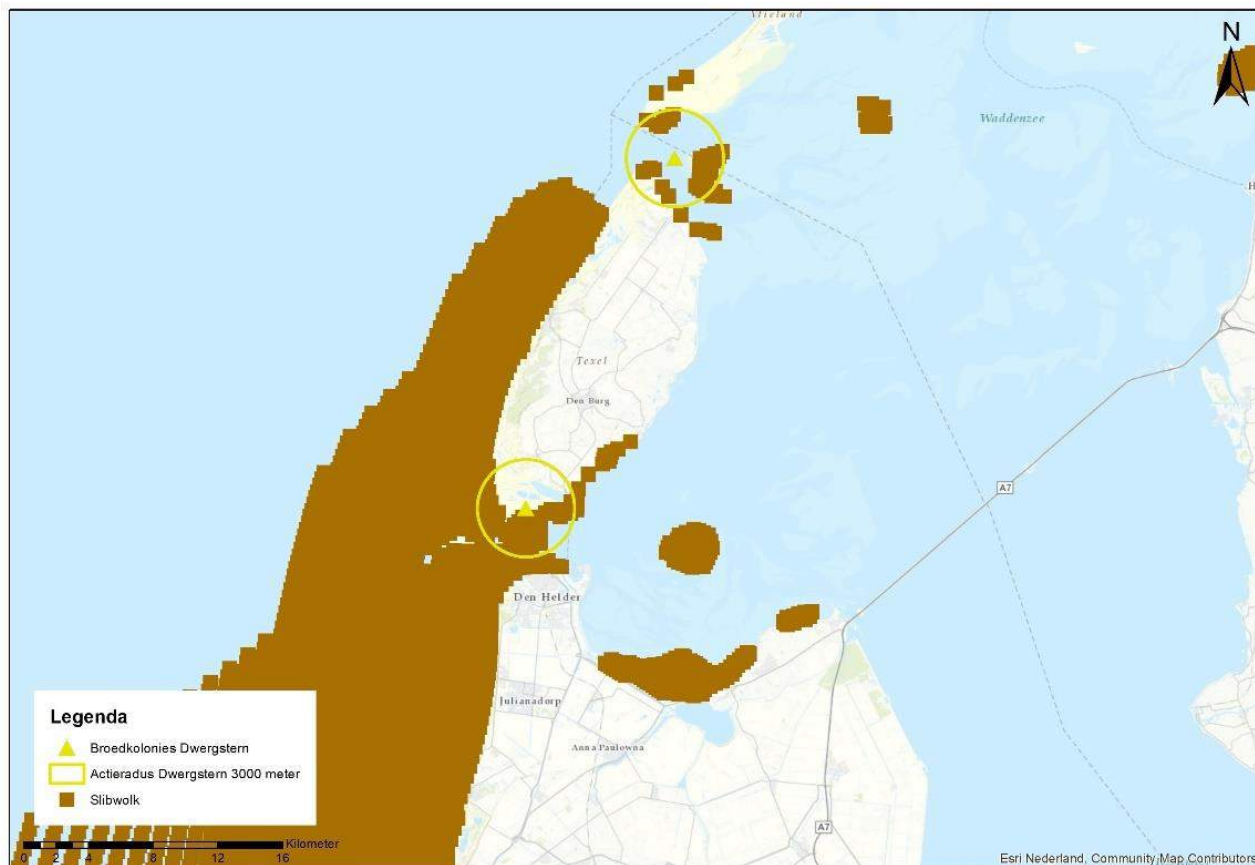 Vlieland
N
Waddenzee
H
Texel
Den Burg
A7
Den Helder
Julianadorp
Anna Paulowna
A7
Legenda
Broedkolonies Dwergstern
Actieradus Dwergstern 3000 meter
Slibwolk
Kilometer
0 2 4 8 12 16
Esri Nederland, Community Map Contributors